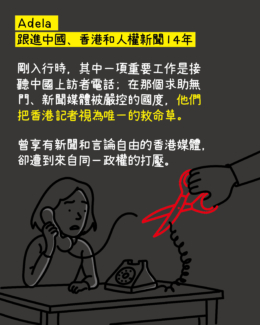 Adela
跟進中國、香港和人權新聞14年
剛入行時，其中一項重要工作是接
聽中國上訪者電話；在那個求助無
門、新聞媒體被嚴控的國度，他們
把香港記者視為唯一的救命草。
曾享有新聞和言論自由的香港媒體，
卻遭到來自同一政權的打壓。